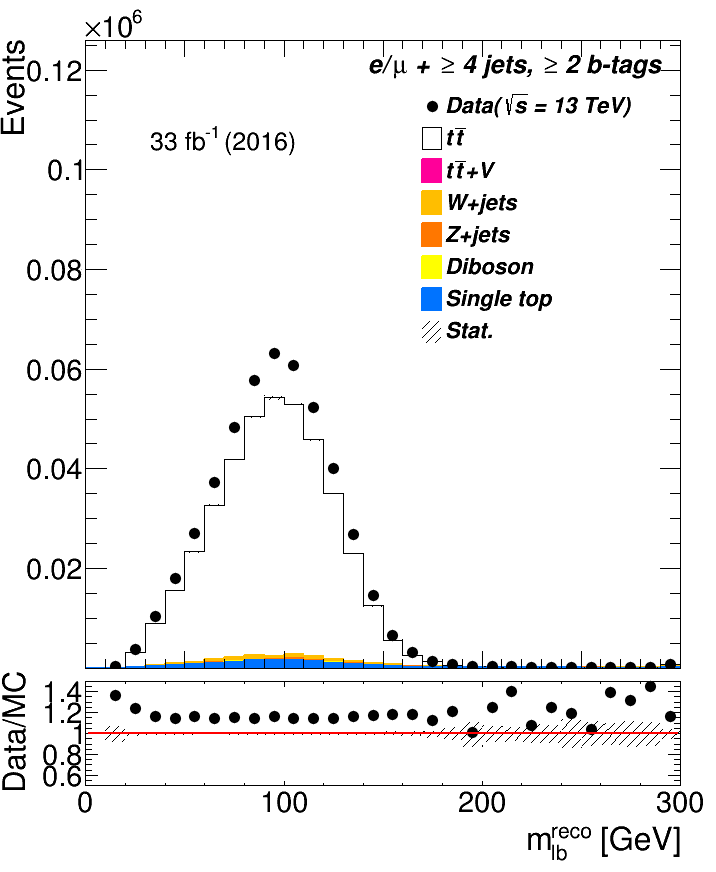 ×10⁶
Events
0.12
0.1
0.08
0.06
0.04
0.02
e/μ + ≥ 4 jets, ≥ 2 b-tags
33 fb⁻¹ (2016)
Data(√s = 13 TeV)
tt̅
tt̅+V
W+jets
Z+jets
Diboson
Single top
Stat.
Data/MC
1.4
1.2
1
0.8
0.6
0 100 200 300
m_lb^reco [GeV]